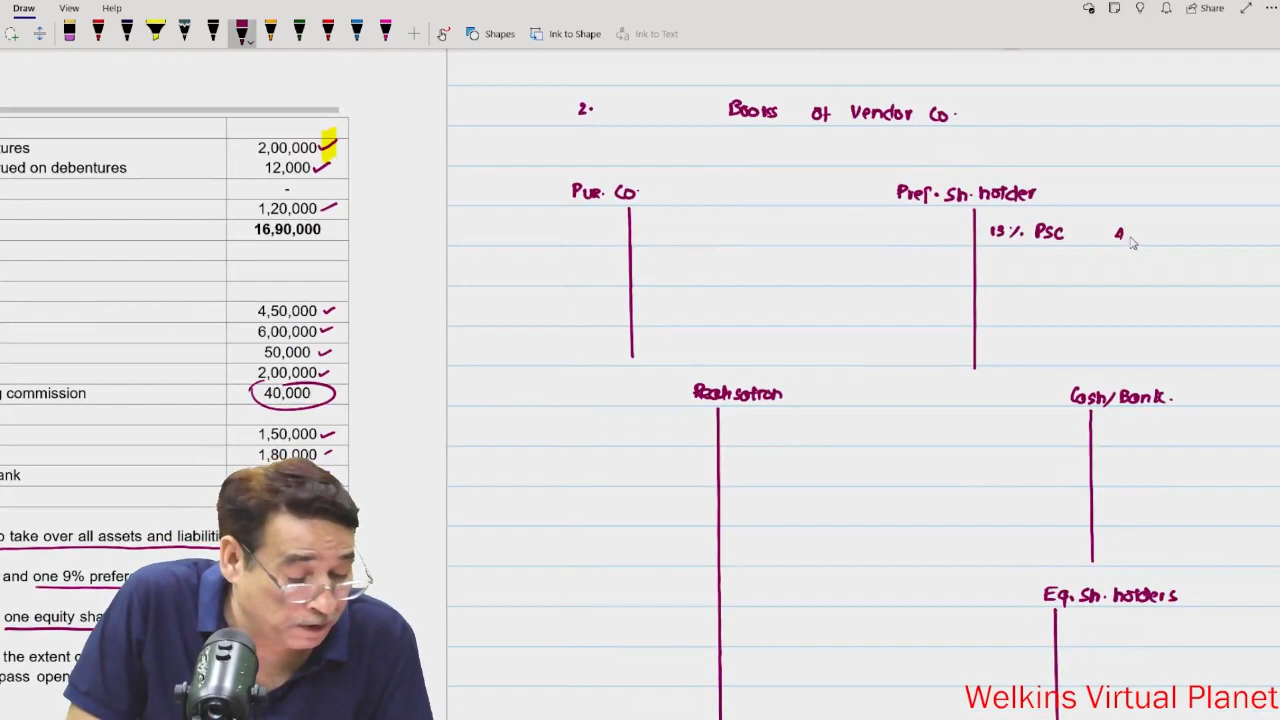 Draw View Help Share
Shapes Ink to Shape Ink to Text
tures 2,00,000
rued on debentures 12,000
-
1,20,000
16,90,000
4,50,000
6,00,000
50,000
2,00,000
g commission 40,000
1,50,000
1,80,000
ank
o take over all assets and liabiliti
and one 9% prefer
one equity sha
the extent o
pass open
2. Books of Vendor Co.
Pur. Co. Pref. Sh. holder
13% PSC 4
Realisation Cash/Bank.
Eq. Sh. holders
Welkins Virtual Planet